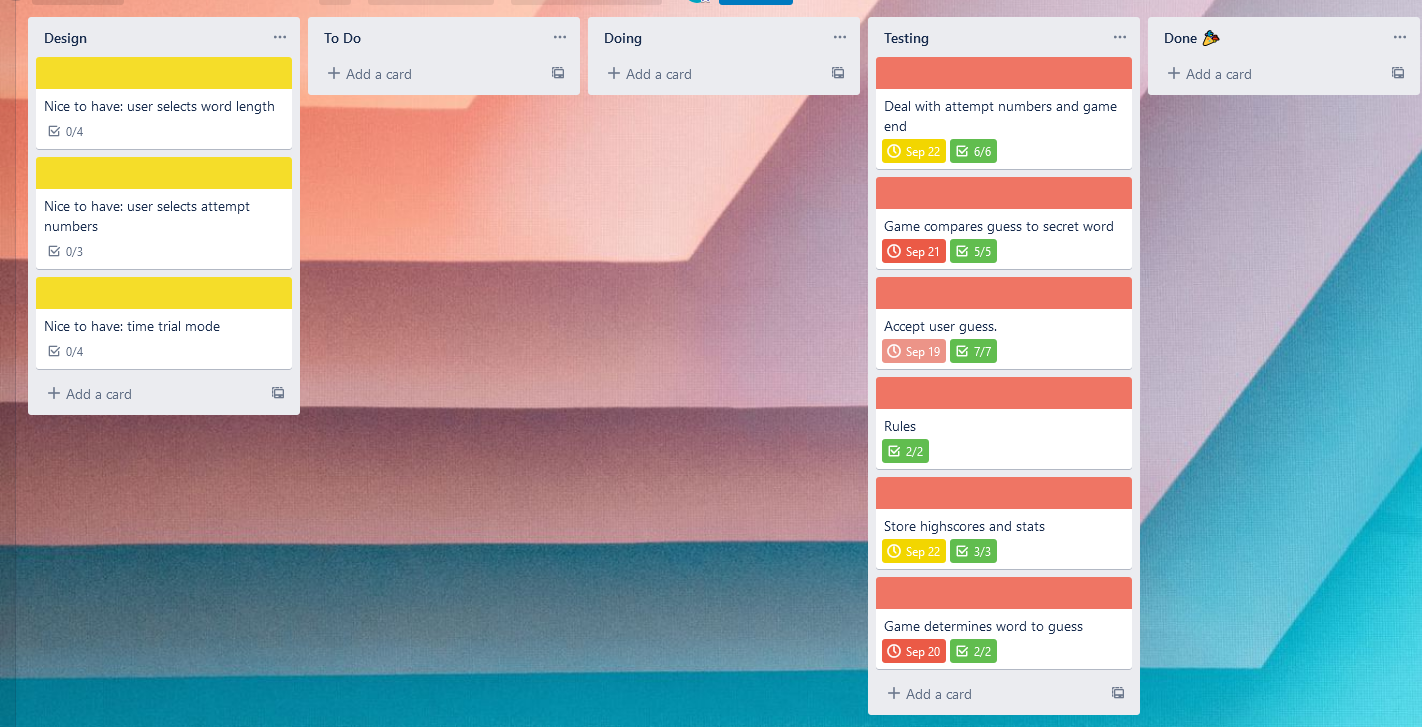 Design
Nice to have: user selects word length
0/4
Nice to have: user selects attempt
numbers
0/3
Nice to have: time trial mode
0/4
Add a card
To Do
Add a card
Doing
Add a card
Testing
Deal with attempt numbers and game
end
Sep 22 6/6
Game compares guess to secret word
Sep 21 5/5
Accept user guess.
Sep 19 7/7
Rules
2/2
Store highscores and stats
Sep 22 3/3
Game determines word to guess
Sep 20 2/2
Add a card
Done
Add a card